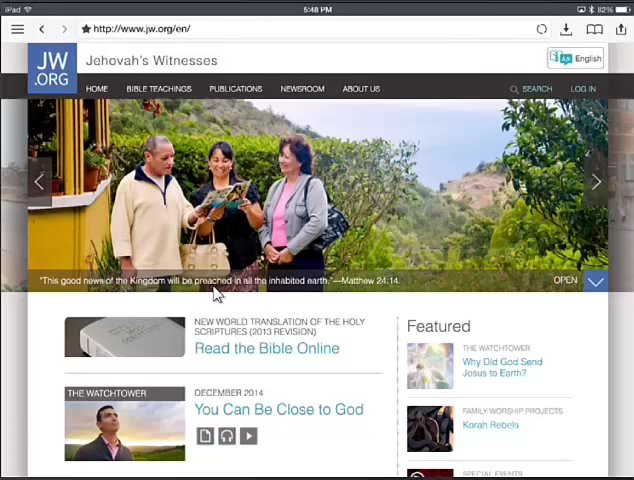 iPad
5:48 PM
82%
http://www.jw.org/en/
JW
.ORG
Jehovah's Witnesses
English
HOME
BIBLE TEACHINGS
PUBLICATIONS
NEWSROOM
ABOUT US
SEARCH
LOG IN
"This good news of the Kingdom will be preached in all the inhabited earth."—Matthew 24:14.
OPEN
NEW WORLD TRANSLATION OF THE HOLY
SCRIPTURES (2013 REVISION)
Read the Bible Online
THE WATCHTOWER
DECEMBER 2014
You Can Be Close to God
Featured
THE WATCHTOWER
Why Did God Send
Jesus to Earth?
FAMILY WORSHIP PROJECTS
Korah Rebels
SPECIAL EVENTS